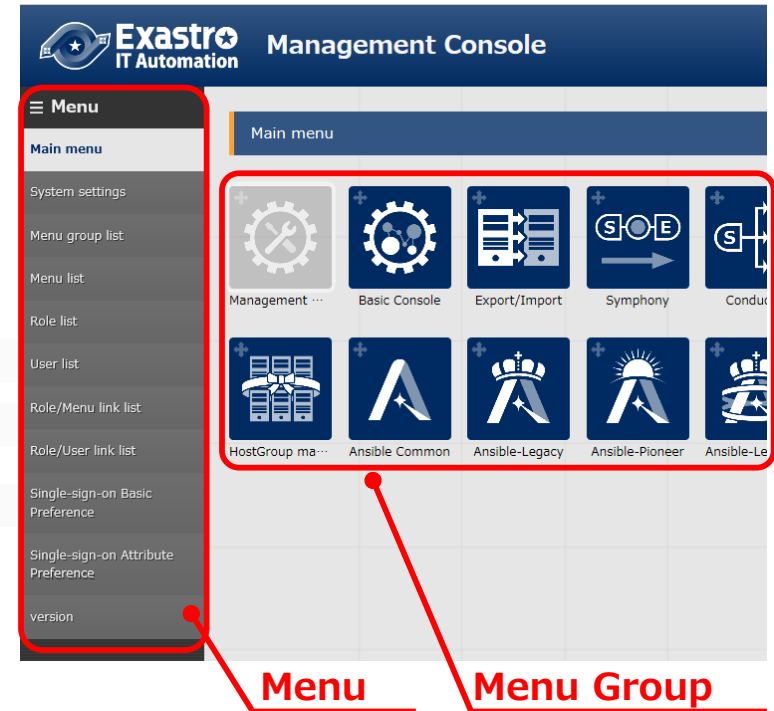 Exastro
IT Automation
Management Console
Menu
Main menu
System settings
Menu group list
Menu list
Role list
User list
Role/Menu link list
Role/User link list
Single-sign-on Basic
Preference
Single-sign-on Attribute
Preference
version
Main menu
S O E
S
Management ...
Basic Console
Export/Import
Symphony
Conduc
HostGroup ma...
Ansible Common
Ansible-Legacy
Ansible-Pioneer
Ansible-Le
Menu
Menu Group